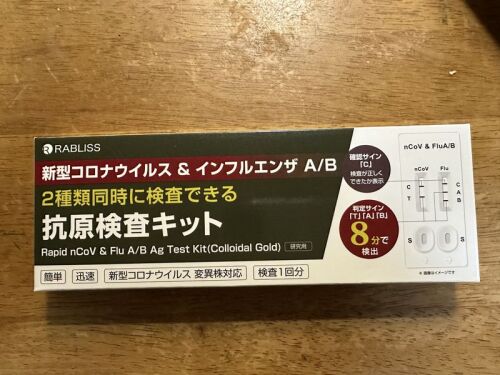 RABLISS
新型コロナウイルス & インフルエンザ A/B
2種類同時に検査できる
抗原検査キット
Rapid nCoV & Flu A/B Ag Test Kit(Colloidal Gold)
研究用
簡単
迅速
新型コロナウイルス 変異株対応
検査1回分
確認サイン
「C」
検査が正しく
できたか表示
判定サイン
「T」「A」「B」
8分で
検出
nCoV & FluA/B
nCoV
Flu
C
T
C
A
B
S
S
※画像はイメージです